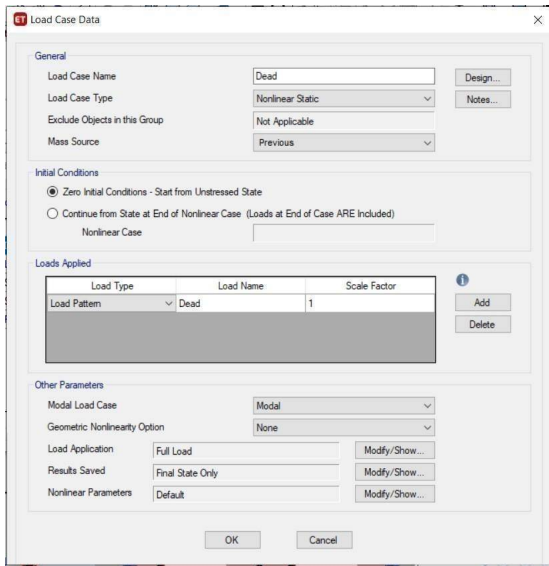 ET Load Case Data
General
Load Case Name Dead Design...
Load Case Type Nonlinear Static Notes...
Exclude Objects in this Group Not Applicable
Mass Source Previous
Initial Conditions
Zero Initial Conditions - Start from Unstressed State
Continue from State at End of Nonlinear Case (Loads at End of Case ARE Included)
Nonlinear Case
Loads Applied
Load Type Load Name Scale Factor
Load Pattern Dead 1 Add
Delete
Other Parameters
Modal Load Case Modal
Geometric Nonlinearity Option None
Load Application Full Load Modify/Show...
Results Saved Final State Only Modify/Show...
Nonlinear Parameters Default Modify/Show...
OK Cancel